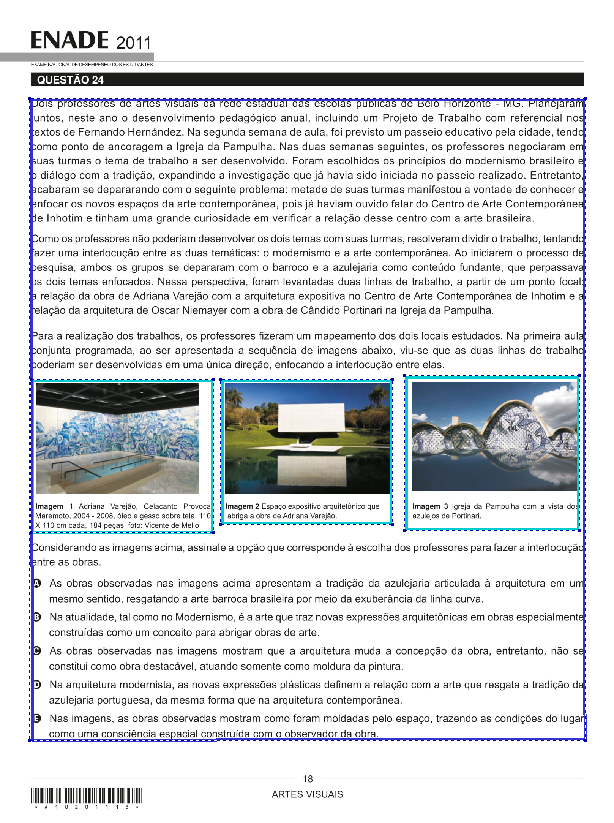 ENADE 2011
EXAME NACIONAL DE DESEMPENHO DOS ESTUDANTES
QUESTÃO 24
Dois professores de artes visuais da rede estadual das escolas públicas de Belo Horizonte - MG. Planejaram
juntos, neste ano o desenvolvimento pedagógico anual, incluindo um Projeto de Trabalho com referencial nos
textos de Fernando Hernández. Na segunda semana de aula, foi previsto um passeio educativo pela cidade, tendo
como ponto de ancoragem a Igreja da Pampulha. Nas duas semanas seguintes, os professores negociaram em
suas turmas o tema de trabalho a ser desenvolvido. Foram escolhidos os princípios do modernismo brasileiro e
o diálogo com a tradição, expandindo a investigação que já havia sido iniciada no passeio realizado. Entretanto,
acabaram se depararando com o seguinte problema: metade de suas turmas manifestou a vontade de conhecer e
enfocar os novos espaços da arte contemporânea, pois já haviam ouvido falar do Centro de Arte Contemporânea
de Inhotim e tinham uma grande curiosidade em verificar a relação desse centro com a arte brasileira.
Como os professores não poderiam desenvolver os dois temas com suas turmas, resolveram dividir o trabalho, tentando
fazer uma interlocução entre as duas temáticas: o modernismo e a arte contemporânea. Ao iniciarem o processo de
pesquisa, ambos os grupos se depararam com o barroco e a azulejaria como conteúdo fundante, que perpassava
os dois temas enfocados. Nessa perspectiva, foram levantadas duas linhas de trabalho, a partir de um ponto focal:
a relação da obra de Adriana Varejão com a arquitetura expositiva no Centro de Arte Contemporânea de Inhotim e a
relação da arquitetura de Oscar Niemayer com a obra de Cândido Portinari na Igreja da Pampulha.
Para a realização dos trabalhos, os professores fizeram um mapeamento dos dois locais estudados. Na primeira aula
conjunta programada, ao ser apresentada a sequência de imagens abaixo, viu-se que as duas linhas de trabalho
poderiam ser desenvolvidas em uma única direção, enfocando a interlocução entre elas.
Imagem 1 Adriana Varejão, Celacanto Provoca
Maremoto, 2004 - 2008, óleo e gesso sobre tela, 110
X 110 cm cada, 184 peças foto: Vicente de Mello
Imagem 2 Espaço expositivo arquitetônico que
abriga a obra de Adriana Varejão.
Imagem 3 Igreja da Pampulha com a vista dos
azulejos de Portinari.
Considerando as imagens acima, assinale a opção que corresponde à escolha dos professores para fazer a interlocução
entre as obras.
A As obras observadas nas imagens acima apresentam a tradição da azulejaria articulada à arquitetura em um
mesmo sentido, resgatando a arte barroca brasileira por meio da exuberância da linha curva.
B Na atualidade, tal como no Modernismo, é a arte que traz novas expressões arquitetônicas em obras especialmente
construídas como um conceito para abrigar obras de arte.
C As obras observadas nas imagens mostram que a arquitetura muda a concepção da obra, entretanto, não se
constitui como obra destacável, atuando somente como moldura da pintura.
D Na arquitetura modernista, as novas expressões plásticas definem a relação com a arte que resgata a tradição da
azulejaria portuguesa, da mesma forma que na arquitetura contemporânea.
E Nas imagens, as obras observadas mostram como foram moldadas pelo espaço, trazendo as condições do lugar
como uma consciência espacial construída com o observador da obra.
18
ARTES VISUAIS